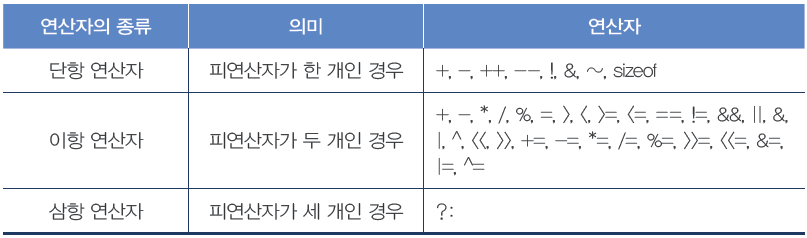 연산자의 종류 의미 연산자
단항 연산자 피연산자가 한 개인 경우 +, -, ++, --, !, &, ~, sizeof
이항 연산자 피연산자가 두 개인 경우 +, -, *, /, %, =, >, <, >=, <=, ==, !=, &&, ||, &,
|, ^, <<, >>, +=, -=, *=, /=, %=, >>=, <<=, &=,
|=, ^=
삼항 연산자 피연산자가 세 개인 경우 ?: